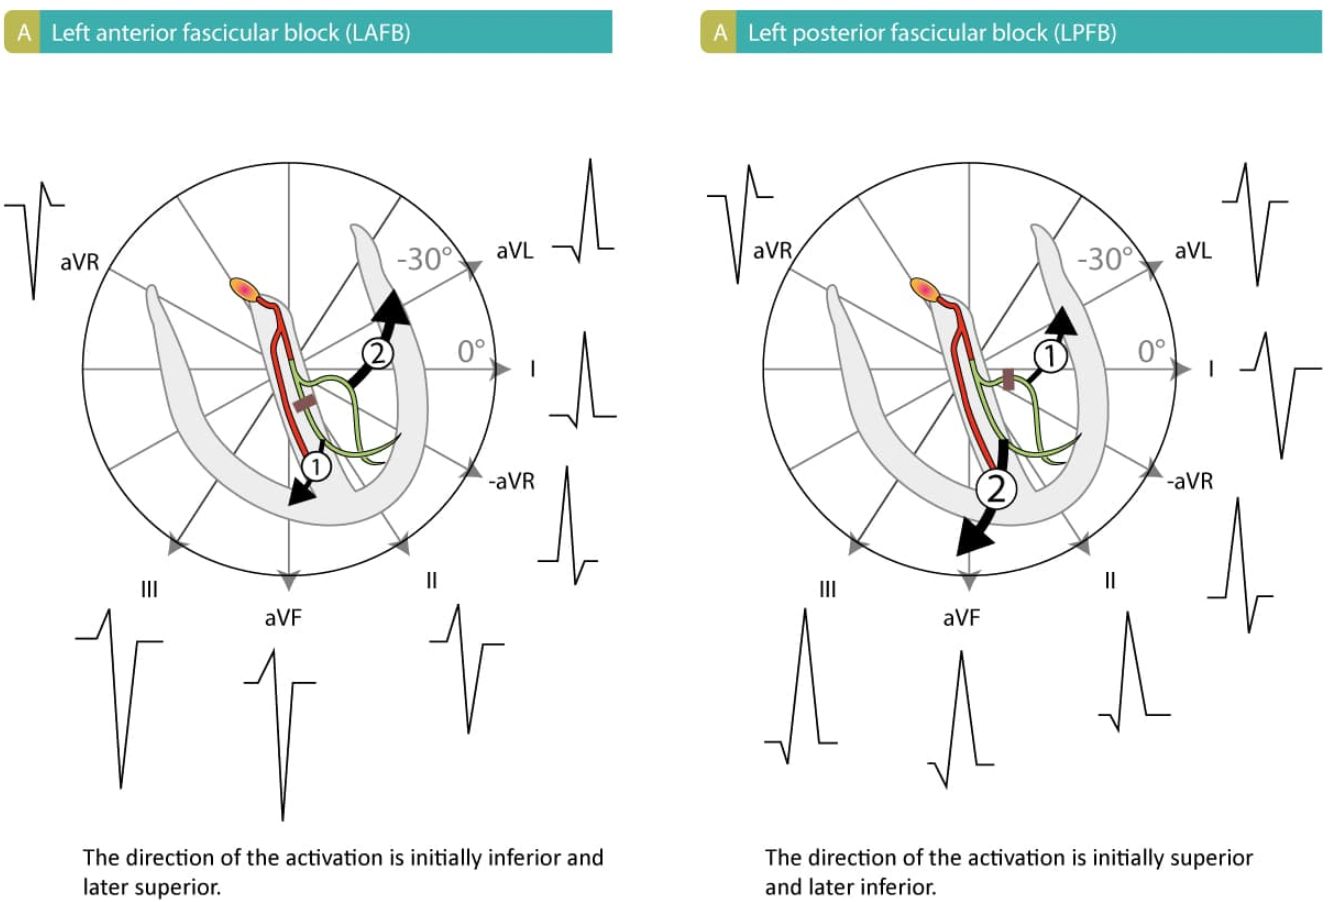 A Left anterior fascicular block (LAFB)
aVR
-30°
aVL
2
0°
I
1
-aVR
III
II
aVF
The direction of the activation is initially inferior and
later superior.
A Left posterior fascicular block (LPFB)
aVR
-30°
aVL
1
0°
I
2
-aVR
III
II
aVF
The direction of the activation is initially superior
and later inferior.